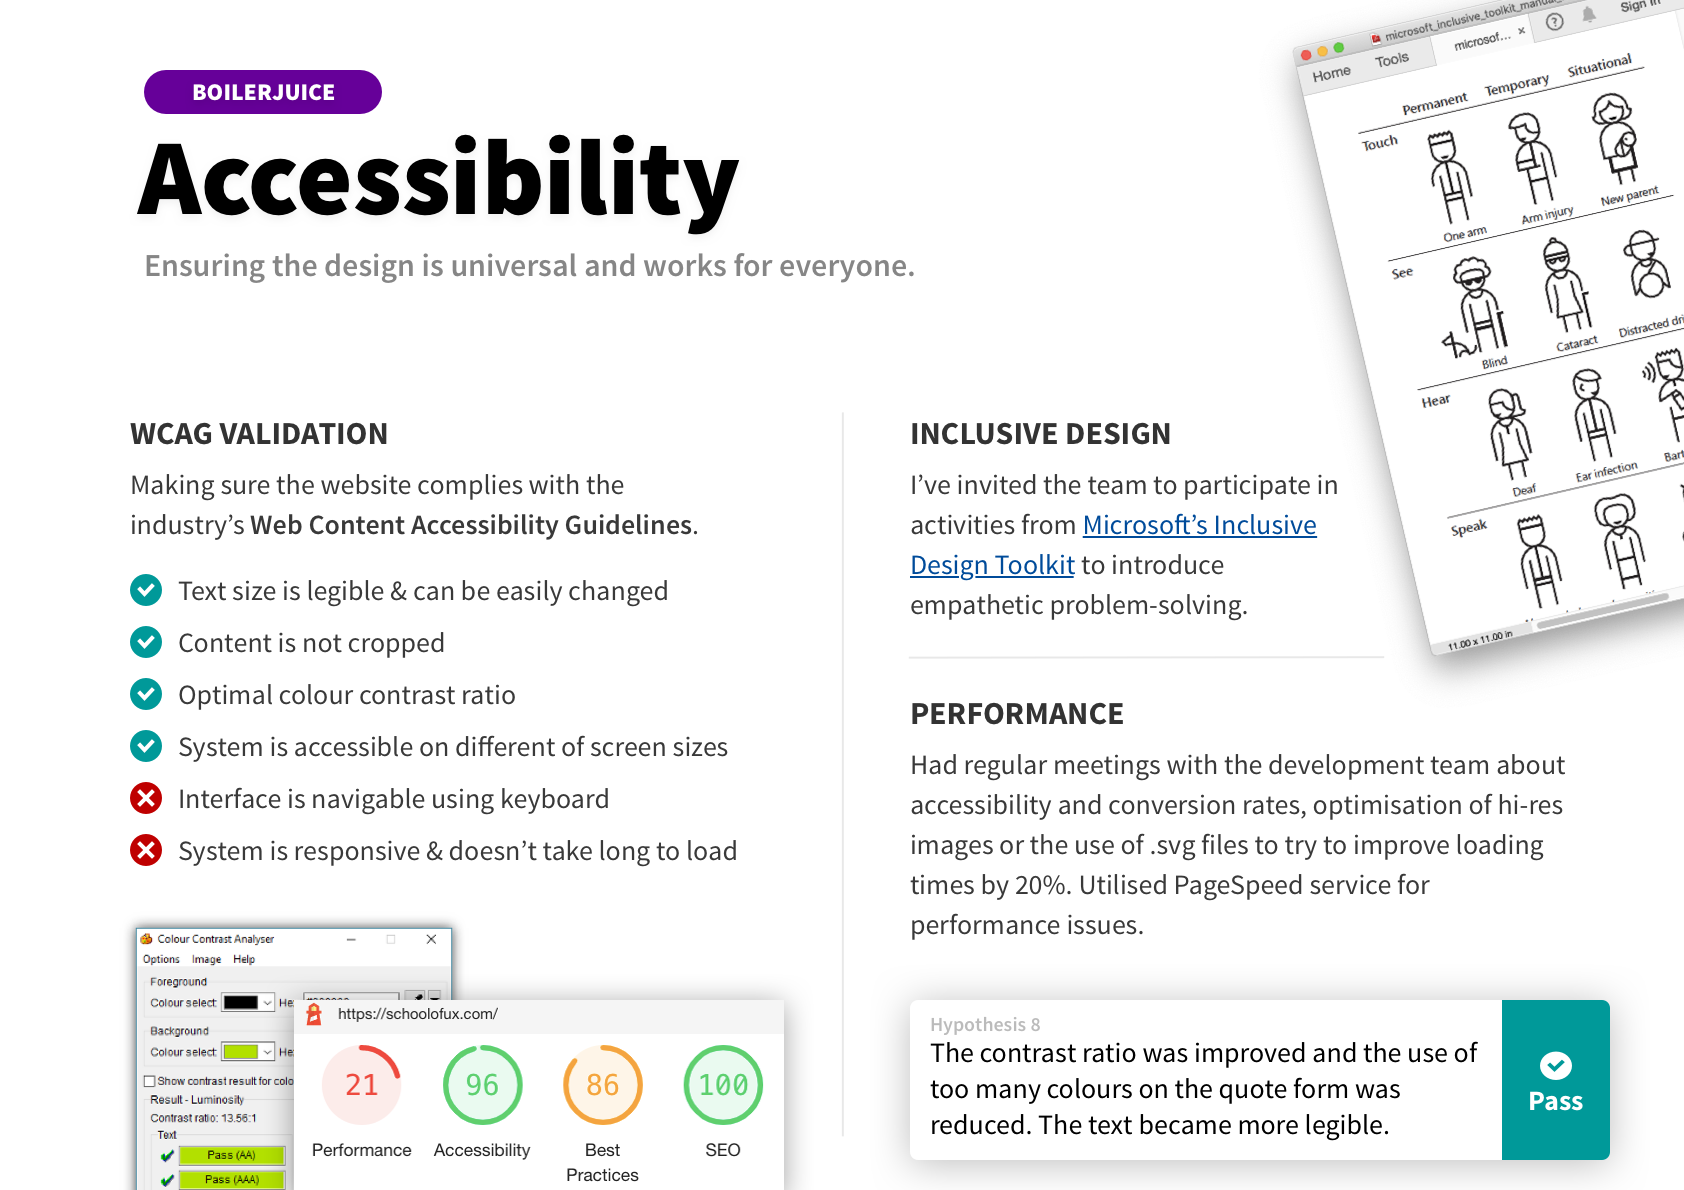 BOILERJUICE
Accessibility
Ensuring the design is universal and works for everyone.
WCAG VALIDATION
Making sure the website complies with the
industry’s Web Content Accessibility Guidelines.
Text size is legible & can be easily changed
Content is not cropped
Optimal colour contrast ratio
System is accessible on different of screen sizes
Interface is navigable using keyboard
System is responsive & doesn’t take long to load
Colour Contrast Analyser
Options Image Help
Foreground
Colour select
Background
Colour select
Show contrast result for colo
Result - Luminosity
Contrast ratio: 13.56:1
Text
Pass (AA)
Pass (AAA)
https://schoolofux.com/
21 96 86 100
Performance Accessibility Best SEO
Practices
INCLUSIVE DESIGN
I’ve invited the team to participate in
activities from Microsoft’s Inclusive
Design Toolkit to introduce
empathetic problem-solving.
PERFORMANCE
Had regular meetings with the development team about
accessibility and conversion rates, optimisation of hi-res
images or the use of .svg files to try to improve loading
times by 20%. Utilised PageSpeed service for
performance issues.
Hypothesis 8
The contrast ratio was improved and the use of
too many colours on the quote form was
reduced. The text became more legible.
Pass
microsoft_inclusive_toolkit_manual_
Sign In
Home Tools microsof... ×
Permanent Temporary Situational
Touch
One arm Arm injury New parent
See
Blind Cataract Distracted dri
Hear
Deaf Ear infection Bart
Speak
11.00 x 11.00 in